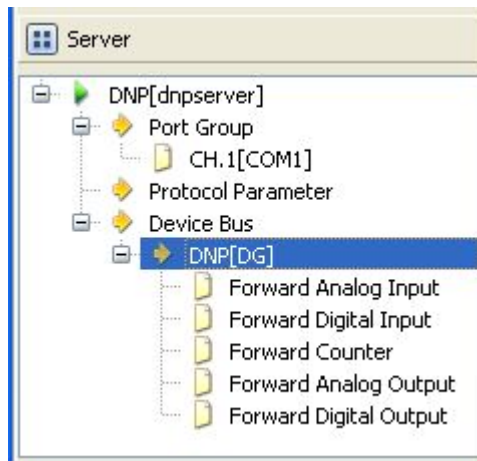 Server
DNP[dnpserver]
Port Group
CH.1[COM1]
Protocol Parameter
Device Bus
DNP[DG]
Forward Analog Input
Forward Digital Input
Forward Counter
Forward Analog Output
Forward Digital Output